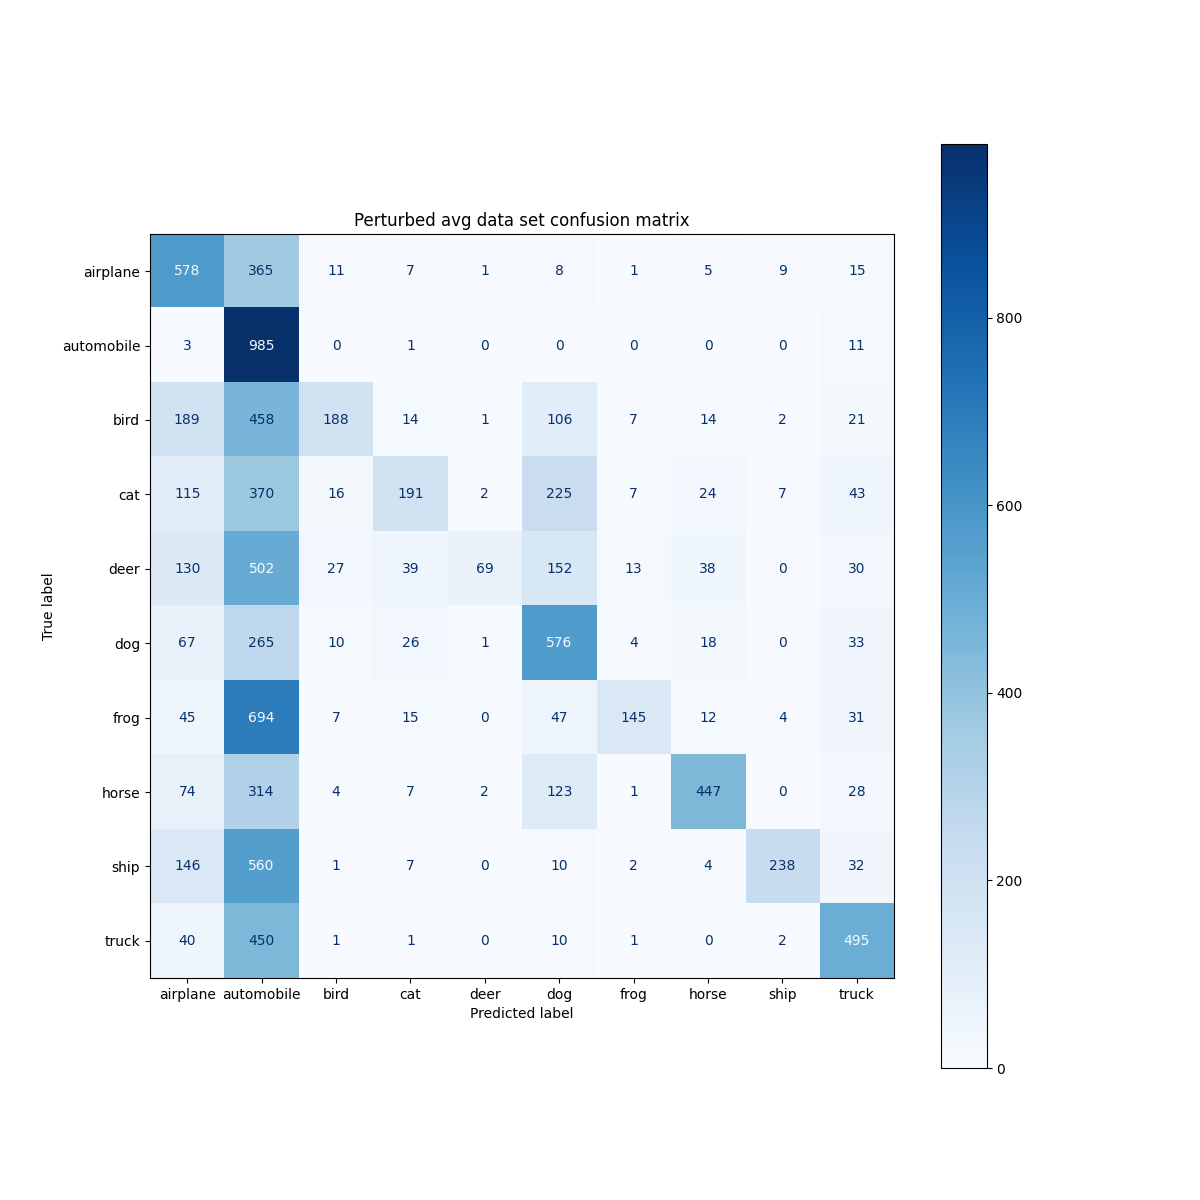 Perturbed avg data set confusion matrix
True label
airplane 578 365 11 7 1 8 1 5 9 15
automobile 3 985 0 1 0 0 0 0 0 11
bird 189 458 188 14 1 106 7 14 2 21
cat 115 370 16 191 2 225 7 24 7 43
deer 130 502 27 39 69 152 13 38 0 30
dog 67 265 10 26 1 576 4 18 0 33
frog 45 694 7 15 0 47 145 12 4 31
horse 74 314 4 7 2 123 1 447 0 28
ship 146 560 1 7 0 10 2 4 238 32
truck 40 450 1 1 0 10 1 0 2 495
airplane automobile bird cat deer dog frog horse ship truck
Predicted label
800
600
400
200
0